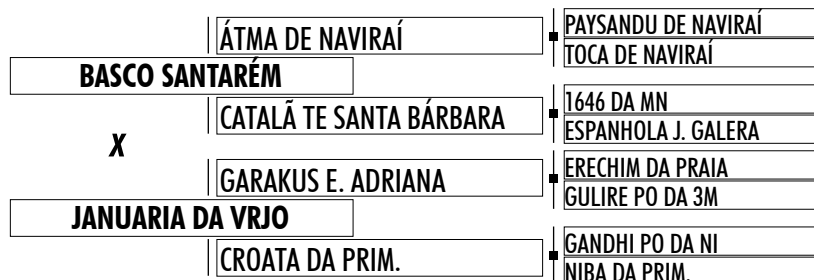 ÁTMA DE NAVIRAÍ
PAYSANDU DE NAVIRAÍ
TOCA DE NAVIRAÍ
BASCO SANTARÉM
CATALÃ TE SANTA BÁRBARA
1646 DA MN
ESPANHOLA J. GALERA
X
GARAKUS E. ADRIANA
ERECHIM DA PRAIA
GULIRE PO DA 3M
JANUARIA DA VRJO
CROATA DA PRIM.
GANDHI PO DA NI
NIBA DA PRIM.